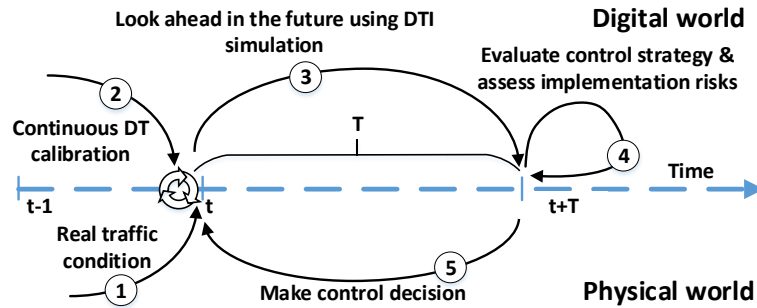 Look ahead in the future using DTI
simulation
Digital world
Evaluate control strategy &
assess implementation risks
3
2
Continuous DT
calibration
T
4
Time
t-1
t
t+T
Real traffic
condition
1
5
Make control decision
Physical world